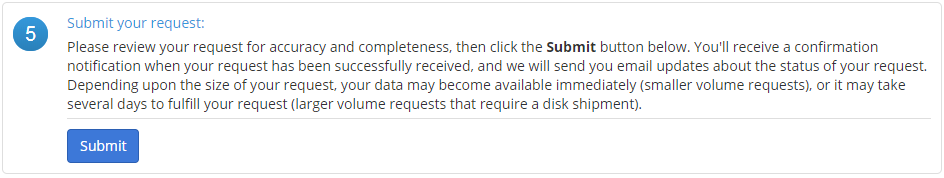 5
Submit your request:
Please review your request for accuracy and completeness, then click the Submit button below. You'll receive a confirmation
notification when your request has been successfully received, and we will send you email updates about the status of your request.
Depending upon the size of your request, your data may become available immediately (smaller volume requests), or it may take
several days to fulfill your request (larger volume requests that require a disk shipment).
Submit